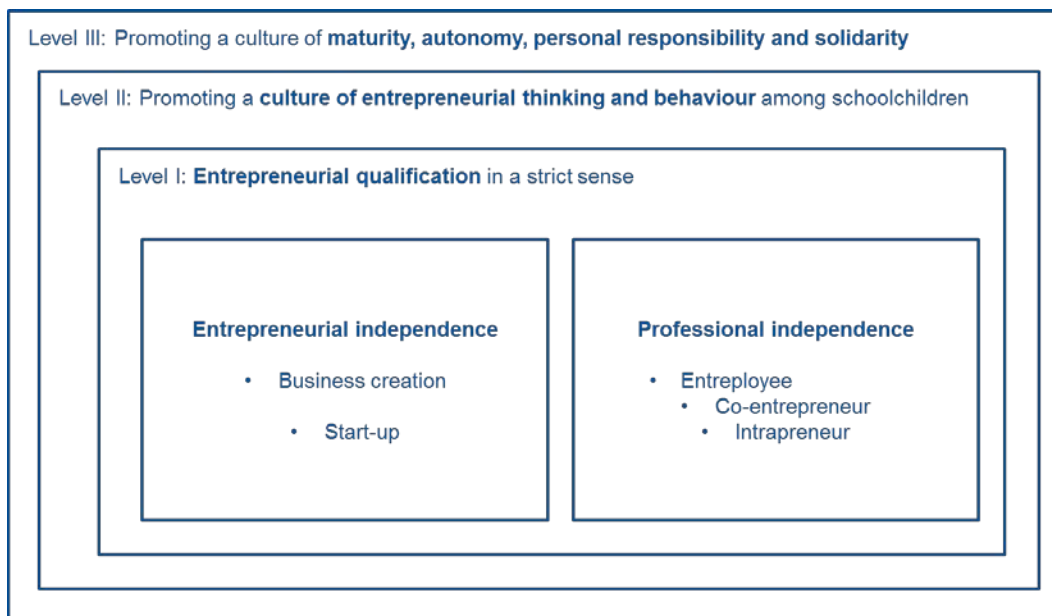 Level III: Promoting a culture of maturity, autonomy, personal responsibility and solidarity
Level II: Promoting a culture of entrepreneurial thinking and behaviour among schoolchildren
Level I: Entrepreneurial qualification in a strict sense
Entrepreneurial independence
• Business creation
• Start-up
Professional independence
• Entreployee
• Co-entrepreneur
• Intrapreneur